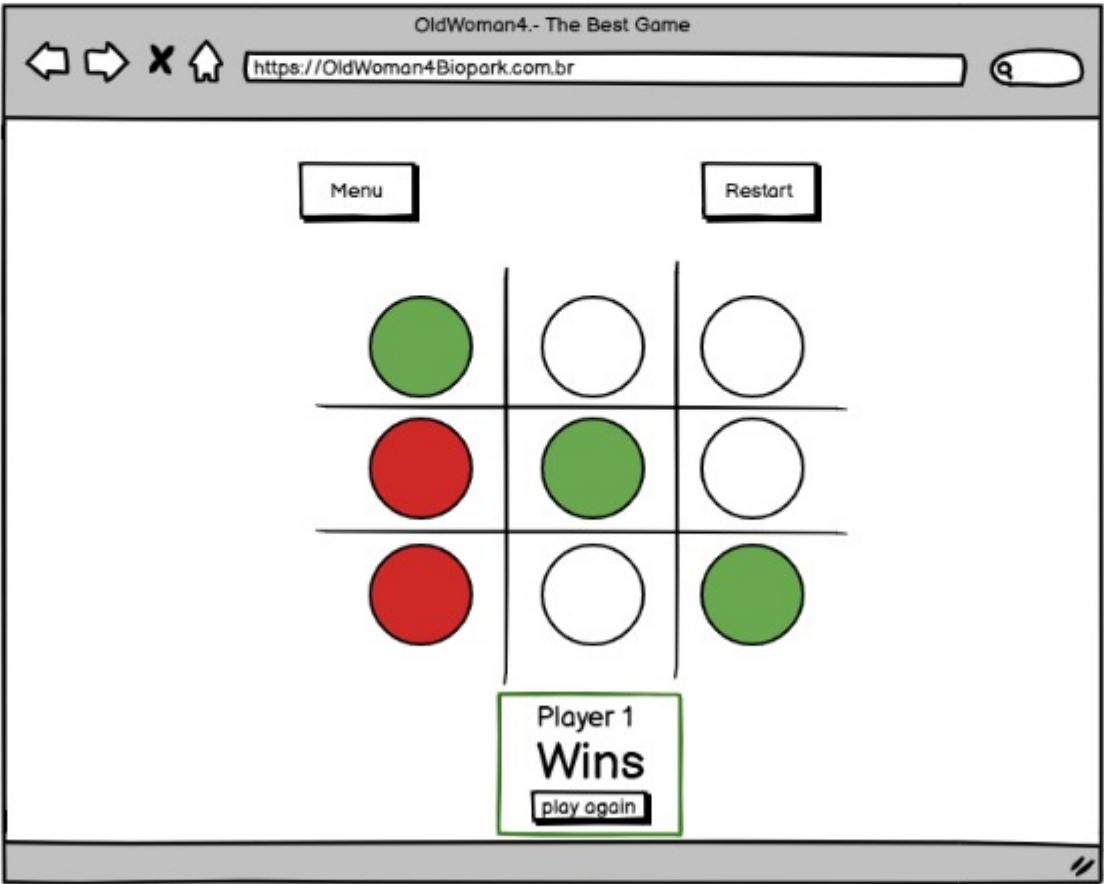 OldWoman4.- The Best Game
https://OldWoman4Biopark.com.br
Menu
Restart
Player 1
Wins
play again